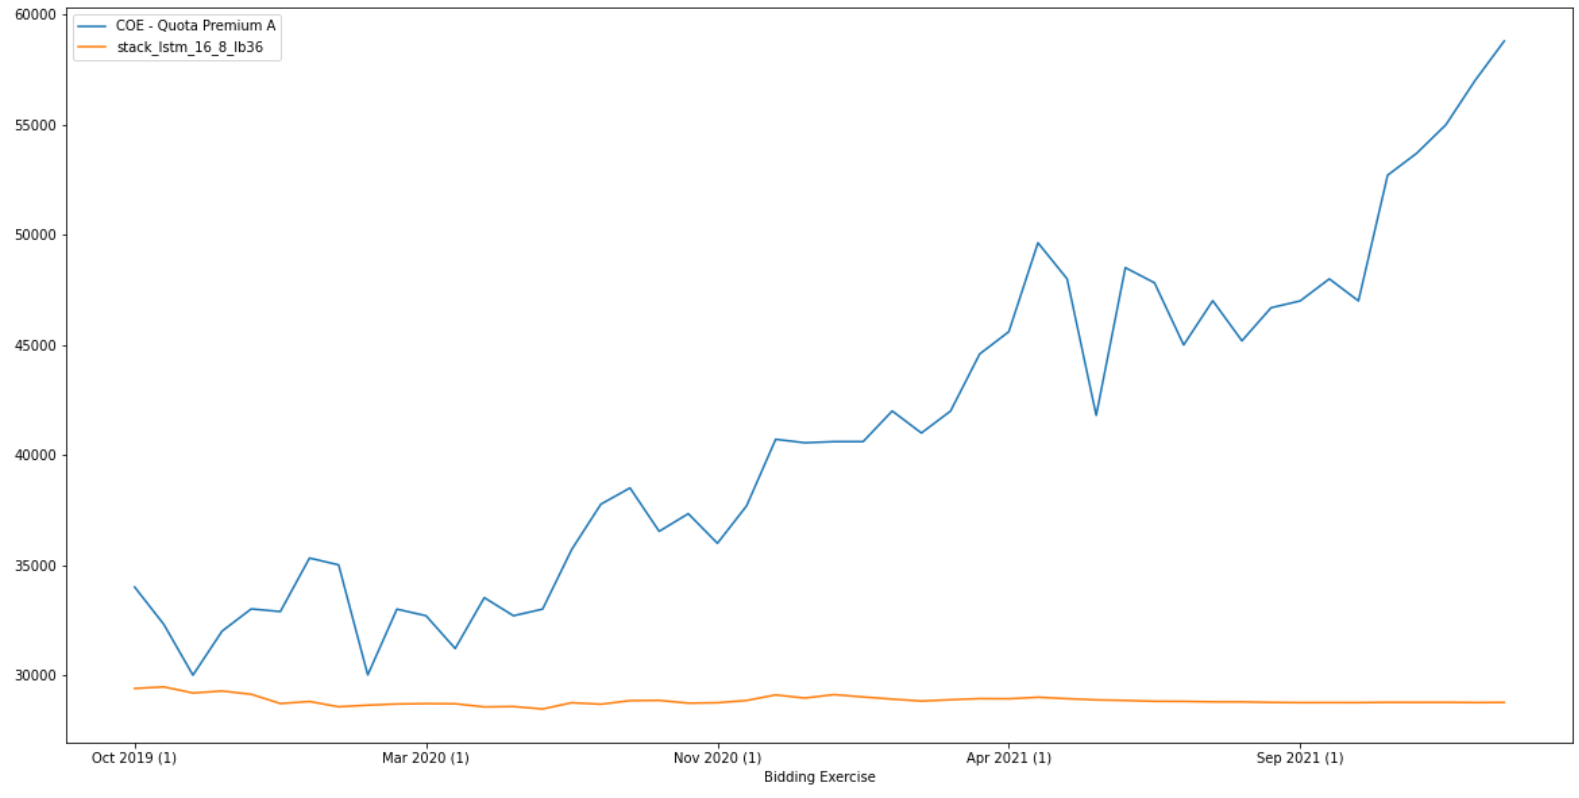 COE - Quota Premium A
stack_lstm_16_8_lb36
60000
55000
50000
45000
40000
35000
30000
Oct 2019 (1) Mar 2020 (1) Nov 2020 (1) Apr 2021 (1) Sep 2021 (1)
Bidding Exercise